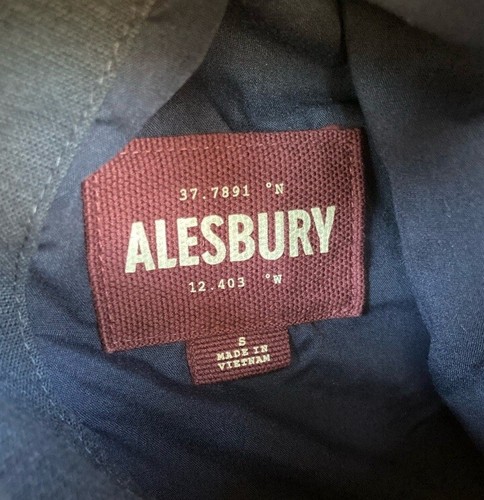 37.7891 °N
ALESBURY
12.403 °W
S
MADE IN
VIETNAM